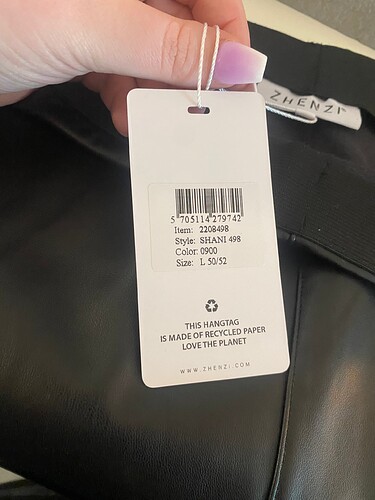 ZHENZI
5 705114 279742
Item: 2208498
Style: SHANI 498
Color: 0900
Size: L 50/52
THIS HANGTAG
IS MADE OF RECYCLED PAPER
LOVE THE PLANET
WWW.ZHENZI.COM